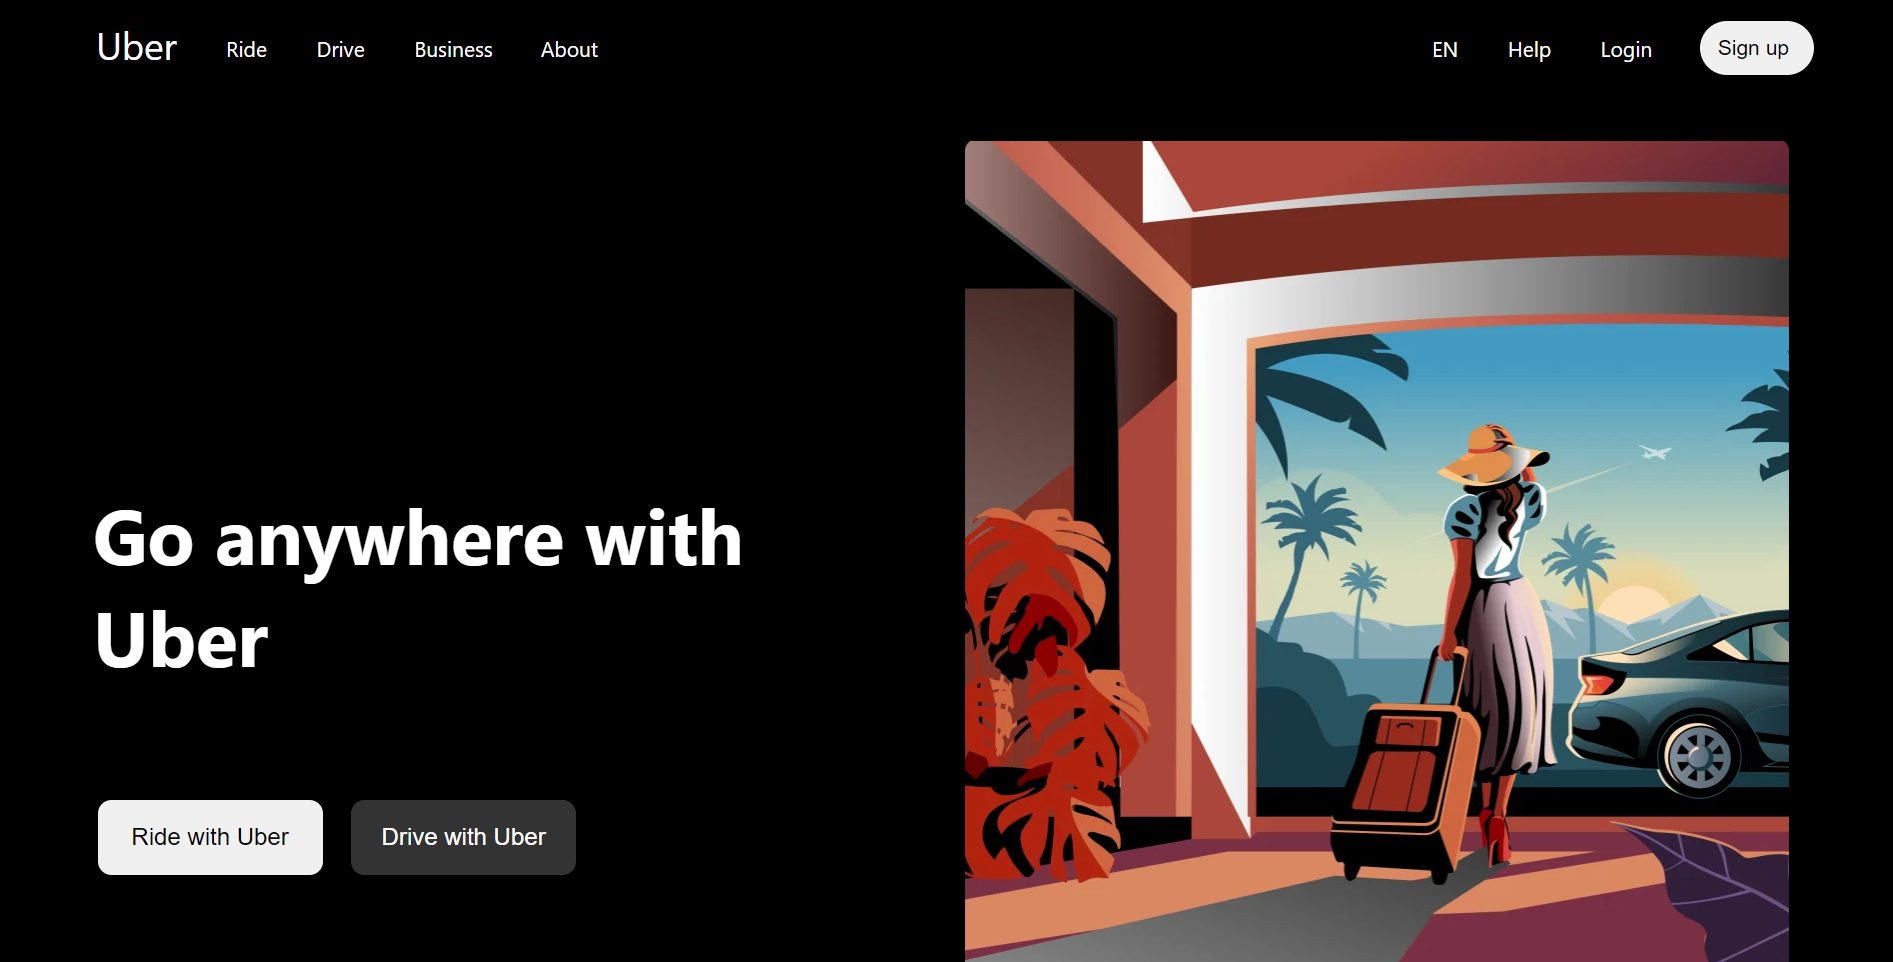 Uber Ride Drive Business About EN Help Login Sign up
Go anywhere with
Uber
Ride with Uber Drive with Uber